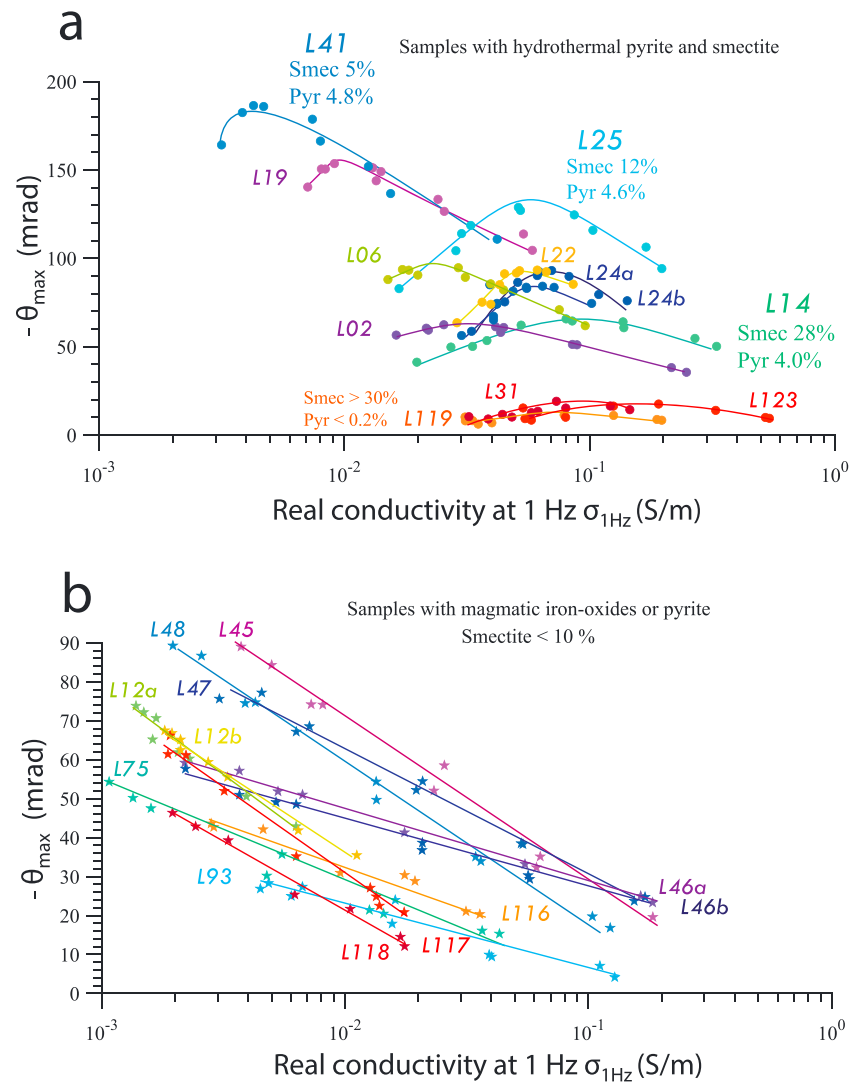 a
Samples with hydrothermal pyrite and smectite
L41
Smec 5%
Pyr 4.8%
L25
Smec 12%
Pyr 4.6%
L19
L06
L22
L24a
L24b
L02
L14
Smec 28%
Pyr 4.0%
Smec > 30%
Pyr < 0.2%
L31
L119
L123
200
150
100
50
0
- θmax (mrad)
10-3
10-2
10-1
100
Real conductivity at 1 Hz σ1Hz (S/m)
b
Samples with magmatic iron-oxides or pyrite
Smectite < 10 %
L48
L45
L47
L12a
L12b
L75
L93
L46a
L46b
L116
L117
L118
90
80
70
60
50
40
30
20
10
0
- θmax (mrad)
10-3
10-2
10-1
100
Real conductivity at 1 Hz σ1Hz (S/m)